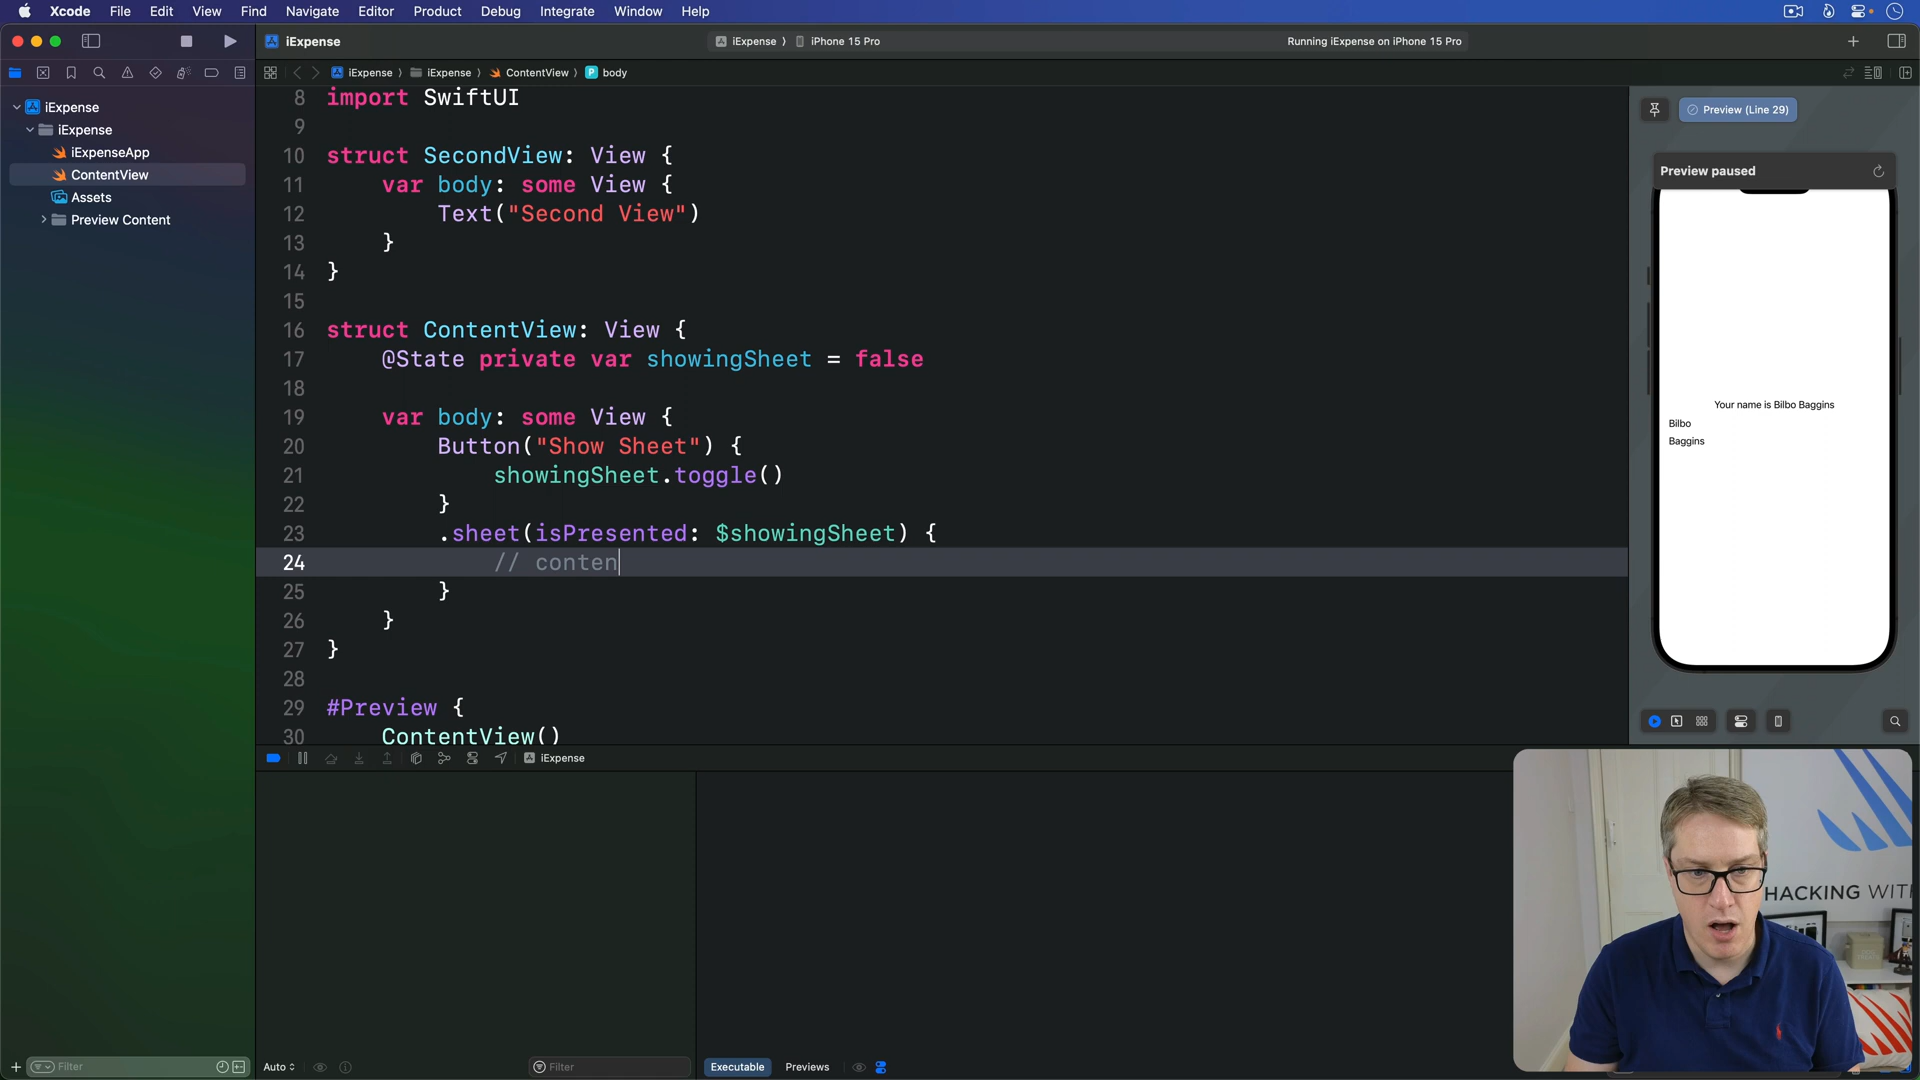 Xcode File Edit View Find Navigate Editor Product Debug Integrate Window Help
iExpense
iExpense 〉 iPhone 15 Pro
Running iExpense on iPhone 15 Pro
iExpense 〉 iExpense 〉 ContentView 〉 P body
iExpense
iExpense
iExpenseApp
ContentView
Assets
Preview Content
8 import SwiftUI
9
10 struct SecondView: View {
11 var body: some View {
12 Text("Second View")
13 }
14 }
15
16 struct ContentView: View {
17 @State private var showingSheet = false
18
19 var body: some View {
20 Button("Show Sheet") {
21 showingSheet.toggle()
22 }
23 .sheet(isPresented: $showingSheet) {
24 // conten
25 }
26 }
27 }
28
29 #Preview {
30 ContentView()
Preview (Line 29)
Preview paused
Your name is Bilbo Baggins
Bilbo
Baggins
iExpense
HACKING WITH
Filter
Auto
Filter
Executable Previews